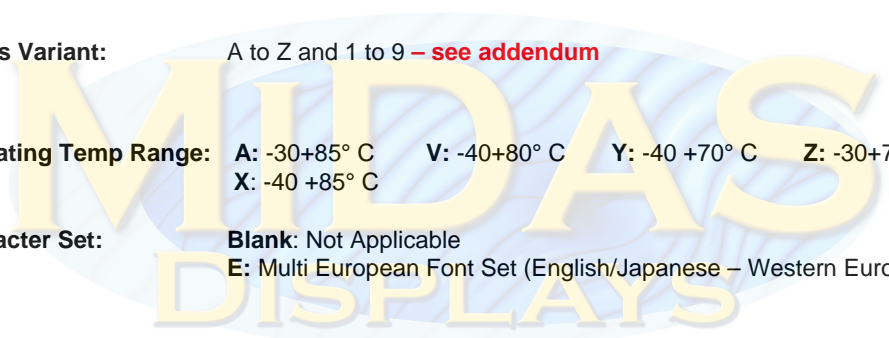 s Variant: A to Z and 1 to 9 – see addendum
ating Temp Range: A: -30+85° C V: -40+80° C Y: -40 +70° C Z: -30+7
X: -40 +85° C
acter Set: Blank: Not Applicable
E: Multi European Font Set (English/Japanese – Western Euro
MIDAS
DISPLAYS